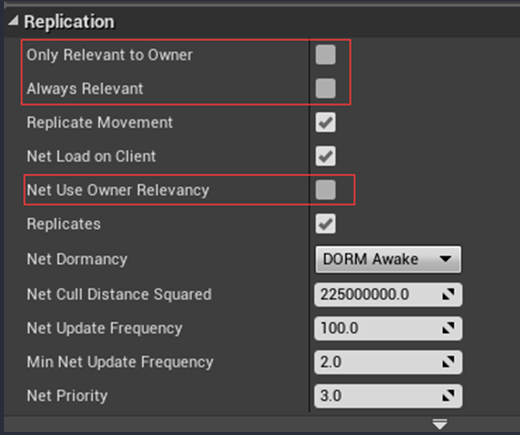 Replication
Only Relevant to Owner
Always Relevant
Replicate Movement
Net Load on Client
Net Use Owner Relevancy
Replicates
Net Dormancy DORM Awake
Net Cull Distance Squared 225000000.0
Net Update Frequency 100.0
Min Net Update Frequency 2.0
Net Priority 3.0